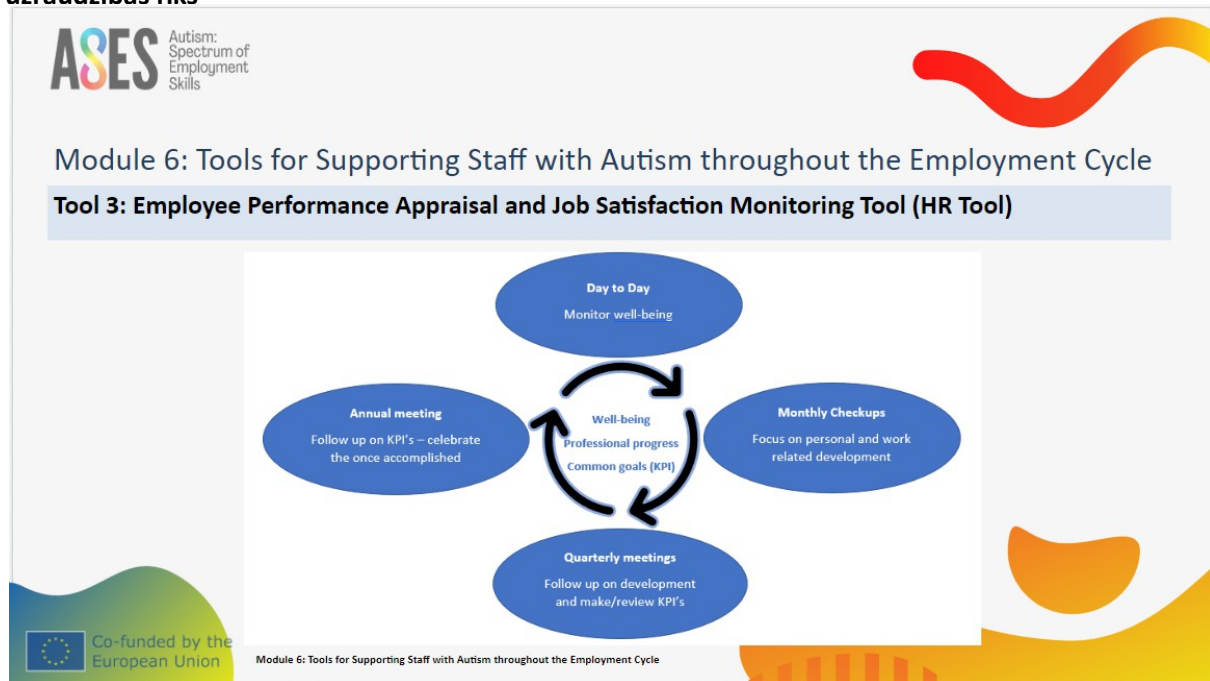 uzraudzības rīks
ASES
Autism:
Spectrum of
Employment
Skills
Module 6: Tools for Supporting Staff with Autism throughout the Employment Cycle
Tool 3: Employee Performance Appraisal and Job Satisfaction Monitoring Tool (HR Tool)
Day to Day
Monitor well-being
Annual meeting
Follow up on KPI's – celebrate
the once accomplished
Well-being
Professional progress
Common goals (KPI)
Monthly Checkups
Focus on personal and work
related development
Quarterly meetings
Follow up on development
and make/review KPI's
Co-funded by the
European Union
Module 6: Tools for Supporting Staff with Autism throughout the Employment Cycle